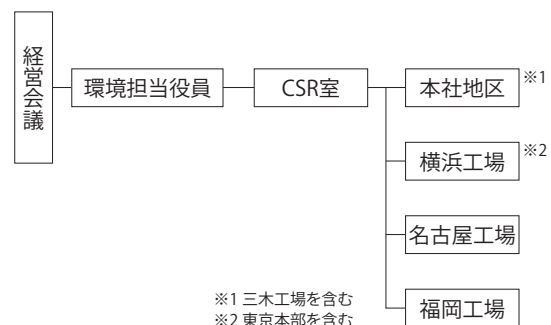 経営会議
環境担当役員
CSR室
本社地区 ※1
横浜工場 ※2
名古屋工場
福岡工場
※1 三木工場を含む
※2 東京本部を含む